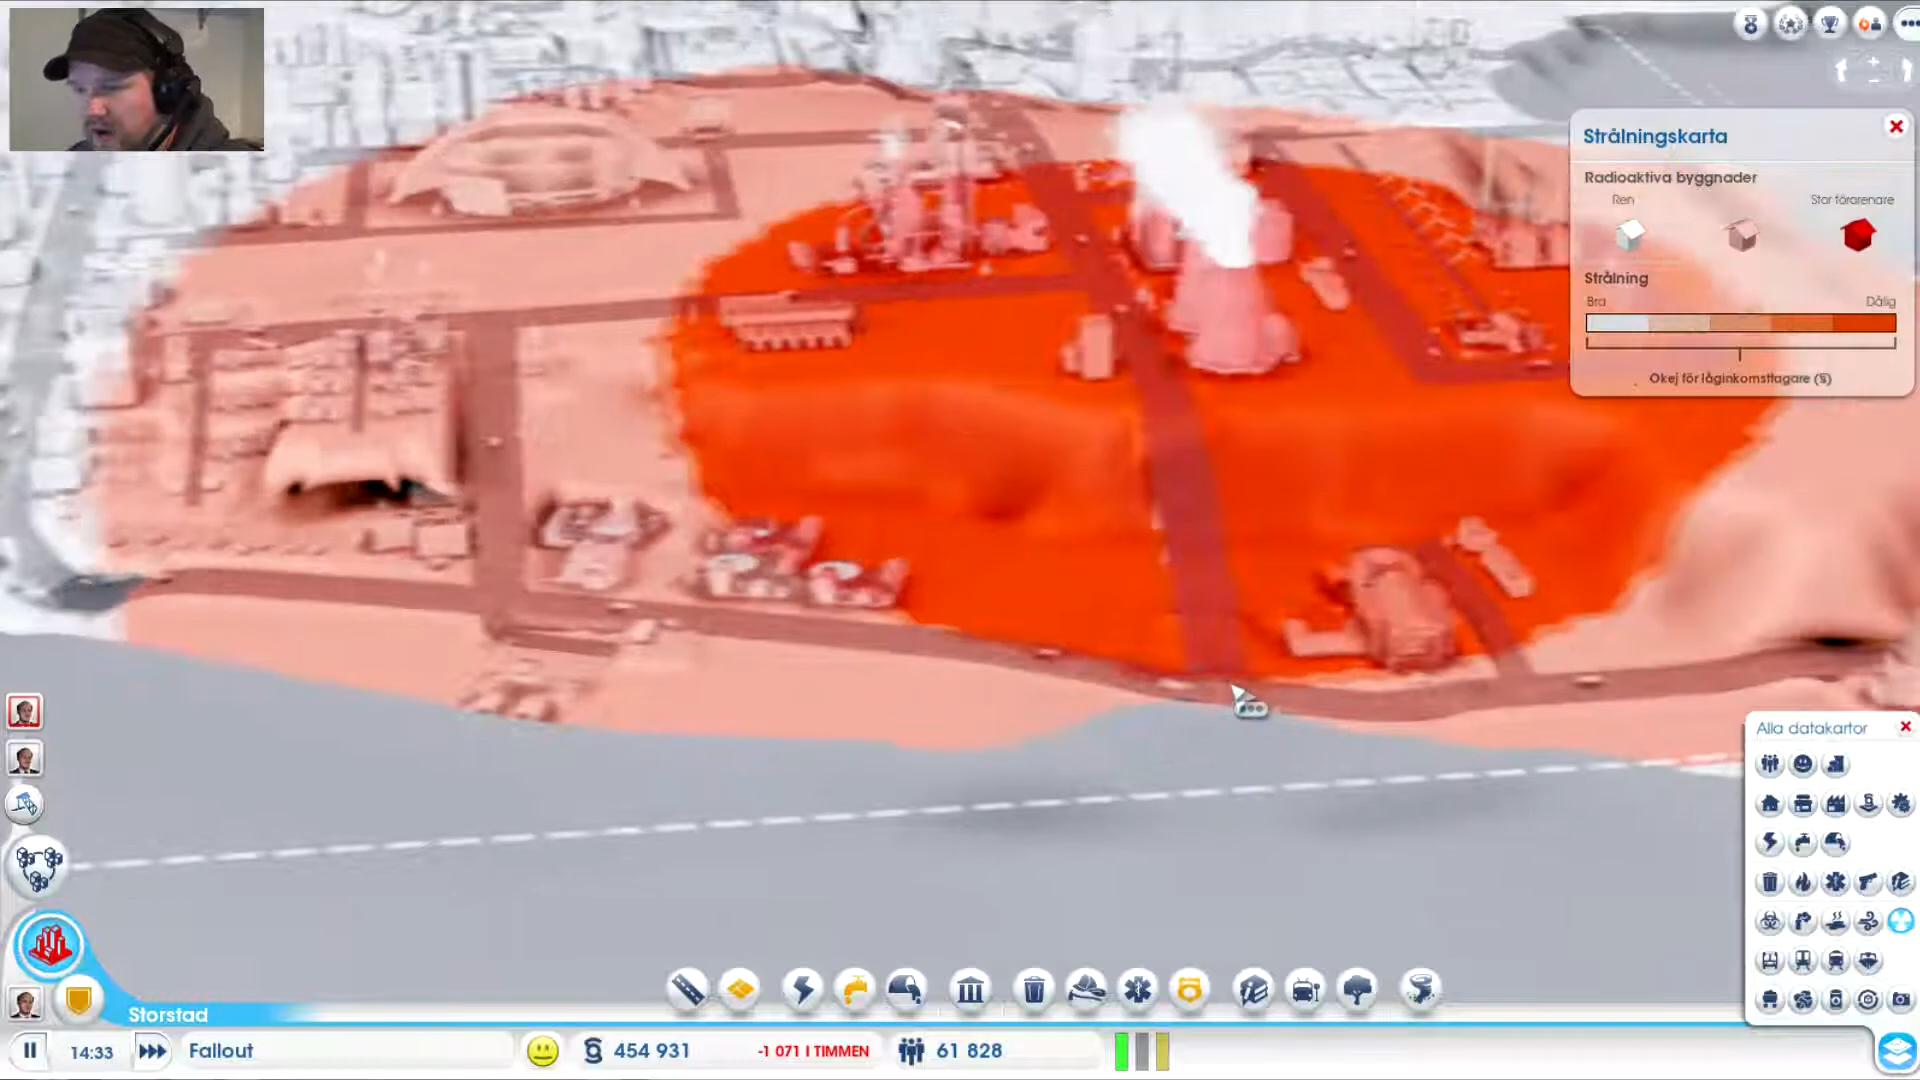 Strålningskarta
Radioaktiva byggnader
Ren
Stor förorenare
Strålning
Bra
Dålig
Okej för låginkomsttagare (§)
Alla datakartor
Storstad
14:33
Fallout
454 931
-1 071 I TIMMEN
61 828